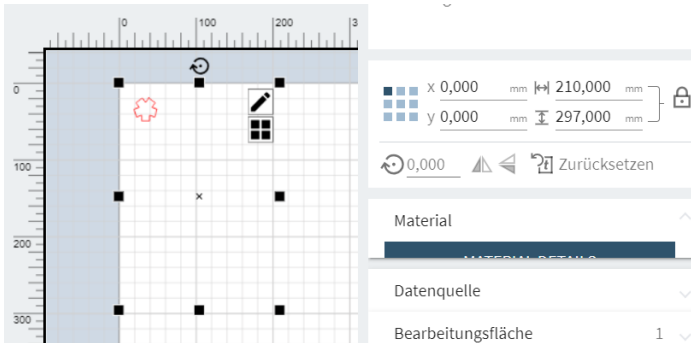 0 100 200 3
0
100
200
300
x 0,000 mm 210,000 mm
y 0,000 mm 297,000 mm
0,000 Zurücksetzen
Material
Datenquelle
Bearbeitungsfläche 1